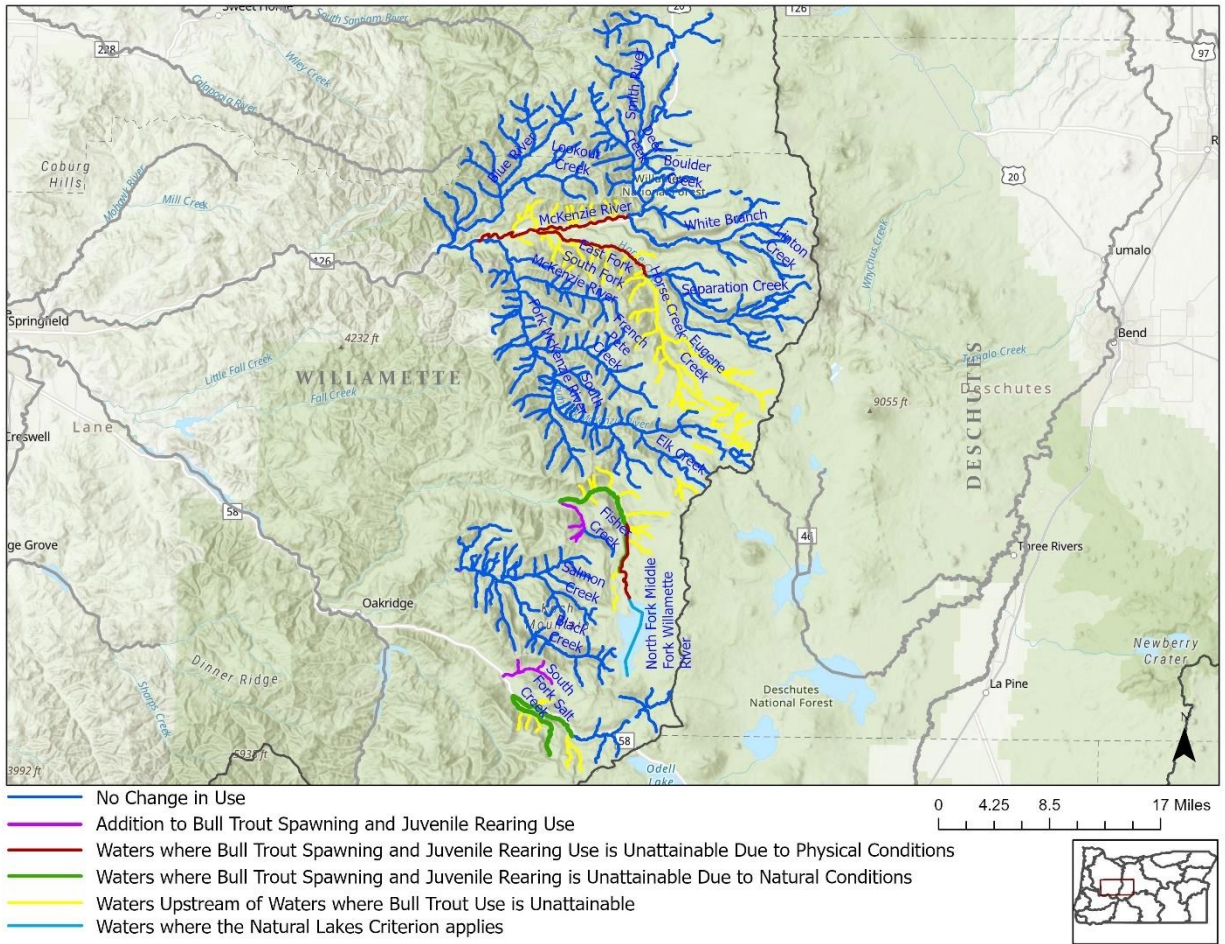 Sweet Home
South Santiam River
20
126
228
Wiley Creek
97
Calapooia River
Smith River
Deer
Creek
Blue River
Lookout
Creek
Boulder
Creek
Coburg
Hills
Willamette
National Forest
20
Mohawk River
Mill Creek
McKenzie River
White Branch
Linton
Creek
Whychus Creek
Tumalo
126
East Fork
South Fork
McKenzie River
Horse Creek
Separation Creek
Springfield
4232 ft
Fork McKenzie River
French
Pete
Creek
Eugene
Creek
Bend
Little Fall Creek
Fall Creek
WILLAMETTE
Tumalo Creek
Deschutes
DESCHUTES
South
9055 ft
Creswell
Lane
Elk Creek
58
Fisher
Creek
46
ge Grove
Three Rivers
Salmon
Creek
Oakridge
Black
Creek
North Fork Middle
Fork Willamette
River
Newberry
Crater
Dinner Ridge
South
Fork Salt
Creek
La Pine
Deschutes
National Forest
Sharps Creek
58
5935 ft
3992 ft
Odell
Lake
N
No Change in Use
Addition to Bull Trout Spawning and Juvenile Rearing Use
Waters where Bull Trout Spawning and Juvenile Rearing Use is Unattainable Due to Physical Conditions
Waters where Bull Trout Spawning and Juvenile Rearing is Unattainable Due to Natural Conditions
Waters Upstream of Waters where Bull Trout Use is Unattainable
Waters where the Natural Lakes Criterion applies
0 4.25 8.5 17 Miles